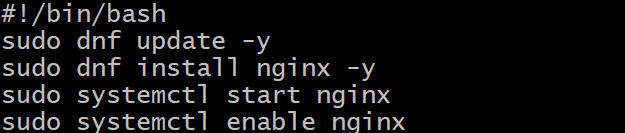 #!/bin/bash
sudo dnf update -y
sudo dnf install nginx -y
sudo systemctl start nginx
sudo systemctl enable nginx